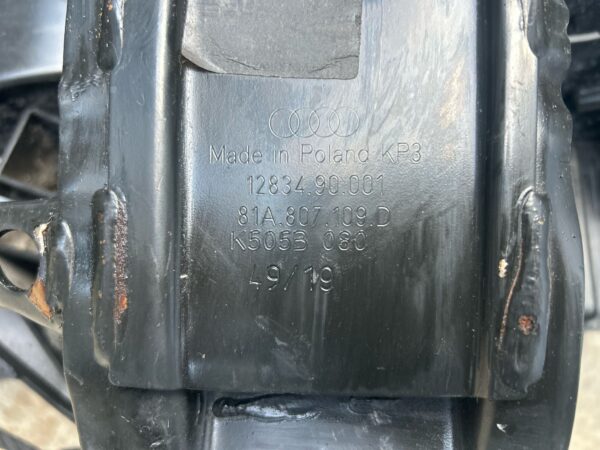 Made in Poland KP3
12834.90.001
81A.807.109.D
K505B 080
49/19